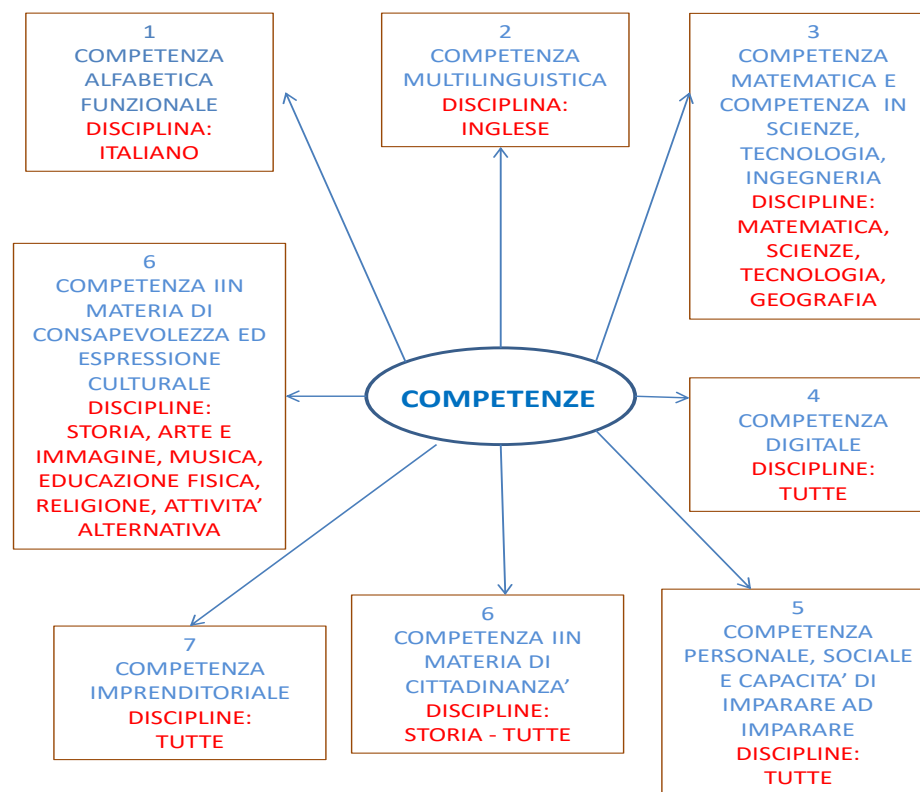 1
COMPETENZA
ALFABETICA
FUNZIONALE
DISCIPLINA:
ITALIANO
2
COMPETENZA
MULTILINGUISTICA
DISCIPLINA:
INGLESE
3
COMPETENZA
MATEMATICA E
COMPETENZA IN
SCIENZE,
TECNOLOGIA,
INGEGNERIA
DISCIPLINE:
MATEMATICA,
SCIENZE,
TECNOLOGIA,
GEOGRAFIA
6
COMPETENZA IIN
MATERIA DI
CONSAPEVOLEZZA ED
ESPRESSIONE
CULTURALE
DISCIPLINE:
STORIA, ARTE E
IMMAGINE, MUSICA,
EDUCAZIONE FISICA,
RELIGIONE, ATTIVITA’
ALTERNATIVA
COMPETENZE
4
COMPETENZA
DIGITALE
DISCIPLINE:
TUTTE
7
COMPETENZA
IMPRENDITORIALE
DISCIPLINE:
TUTTE
6
COMPETENZA IIN
MATERIA DI
CITTADINANZA’
DISCIPLINE:
STORIA - TUTTE
5
COMPETENZA
PERSONALE, SOCIALE
E CAPACITA’ DI
IMPARARE AD
IMPARARE
DISCIPLINE:
TUTTE